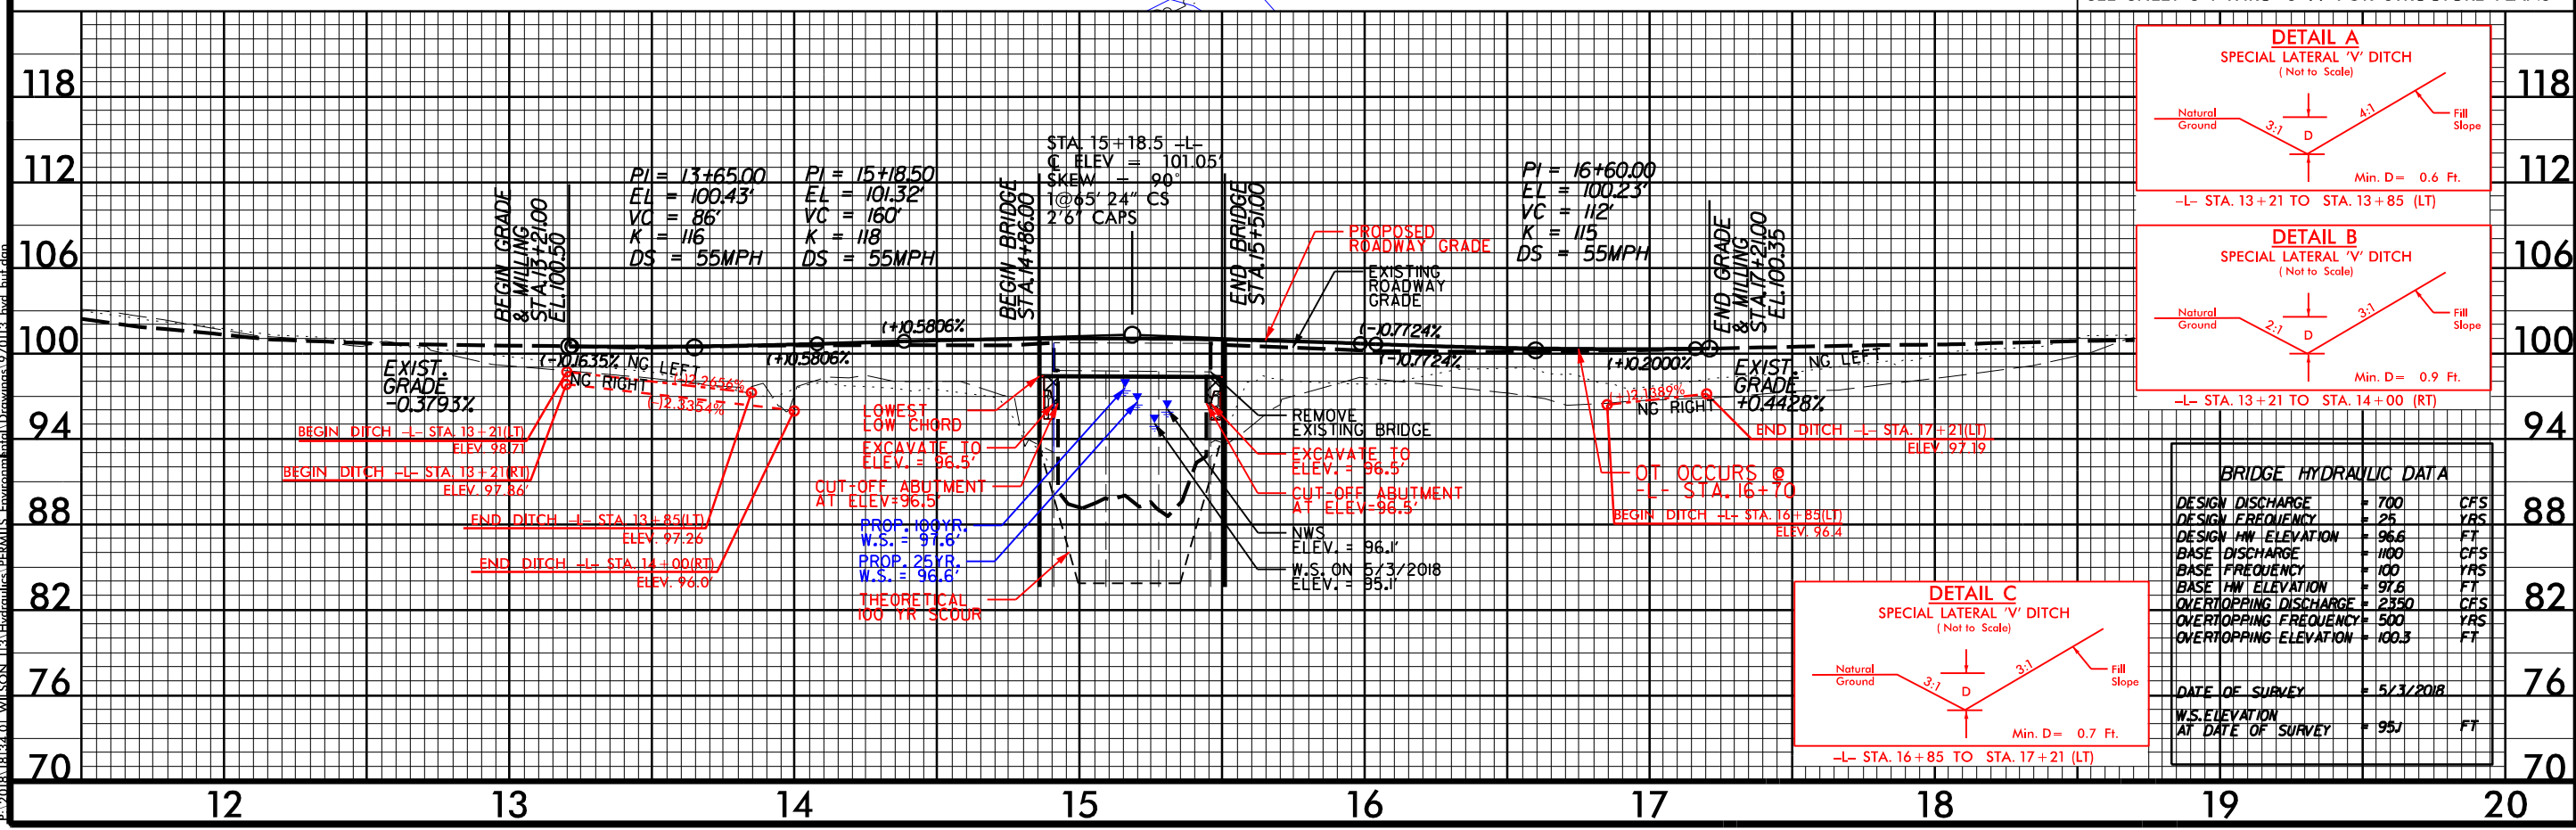 118
112
106
100
94
88
82
76
70
BEGIN GRADE
& MILLING
STA.13+21.00
EL.100.50
PI = 13+65.00
EL = 100.43'
VC = 86'
K = 116
DS = 55MPH
PI = 15+18.50
EL = 101.32'
VC = 160'
K = 118
DS = 55MPH
BEGIN BRIDGE
STA.14+86.00
STA. 15+18.5 -L-
℄ ELEV = 101.05'
SKEW = 90°
1@65' 24" CS
2'6" CAPS
END BRIDGE
STA.15+51.00
PROPOSED
ROADWAY GRADE
EXISTING
ROADWAY
GRADE
PI = 16+60.00
EL = 100.23'
VC = 112'
K = 115
DS = 55MPH
END GRADE
& MILLING
STA.17+21.00
EL.100.35
(-)0.1635%
(+)0.5806%
(+)0.5806%
(-)0.7724%
(-)0.7724%
(+)0.2000%
EXIST.
GRADE
-0.3793%
NG LEFT
NG RIGHT
(-)2.2656%
(-)2.3354%
EXIST.
GRADE
+0.4428%
NG LEFT
NG RIGHT
(+)2.1389%
BEGIN DITCH -L- STA. 13+21(LT)
ELEV. 98.71
BEGIN DITCH -L- STA. 13+21(RT)
ELEV. 97.86'
END DITCH -L- STA. 13+85(LT)
ELEV. 97.26
END DITCH -L- STA. 14+00(RT)
ELEV. 96.0'
LOWEST
LOW CHORD
EXCAVATE TO
ELEV. = 96.5'
CUT-OFF ABUTMENT
AT ELEV=96.5'
PROP. 100YR.
W.S. = 97.6'
PROP. 25YR.
W.S. = 96.6'
THEORETICAL
100 YR SCOUR
REMOVE
EXISTING BRIDGE
EXCAVATE TO
ELEV. = 96.5'
CUT-OFF ABUTMENT
AT ELEV=96.5'
NWS
ELEV. = 96.1'
W.S. ON 5/3/2018
ELEV. = 95.1'
OT OCCURS @
-L- STA. 16+70
BEGIN DITCH -L- STA. 16+85(LT)
ELEV. 96.4
END DITCH -L- STA. 17+21(LT)
ELEV. 97.19
DETAIL A
SPECIAL LATERAL 'V' DITCH
( Not to Scale)
Natural
Ground
3:1
D
4:1
Fill
Slope
Min. D= 0.6 Ft.
-L- STA. 13+21 TO STA. 13+85 (LT)
DETAIL B
SPECIAL LATERAL 'V' DITCH
( Not to Scale)
Natural
Ground
2:1
D
3:1
Fill
Slope
Min. D= 0.9 Ft.
-L- STA. 13+21 TO STA. 14+00 (RT)
DETAIL C
SPECIAL LATERAL 'V' DITCH
( Not to Scale)
Natural
Ground
3:1
D
3:1
Fill
Slope
Min. D= 0.7 Ft.
-L- STA. 16+85 TO STA. 17+21 (LT)
BRIDGE HYDRAULIC DATA
DESIGN DISCHARGE = 700 CFS
DESIGN FREQUENCY = 25 YRS
DESIGN HW ELEVATION = 96.6 FT
BASE DISCHARGE = 1100 CFS
BASE FREQUENCY = 100 YRS
BASE HW ELEVATION = 97.6 FT
OVERTOPPING DISCHARGE = 2350 CFS
OVERTOPPING FREQUENCY = 500 YRS
OVERTOPPING ELEVATION = 100.3 FT
DATE OF SURVEY = 5/3/2018
W.S.ELEVATION
AT DATE OF SURVEY = 95.1 FT
118
112
106
100
94
88
82
76
70
12 13 14 15 16 17 18 19 20